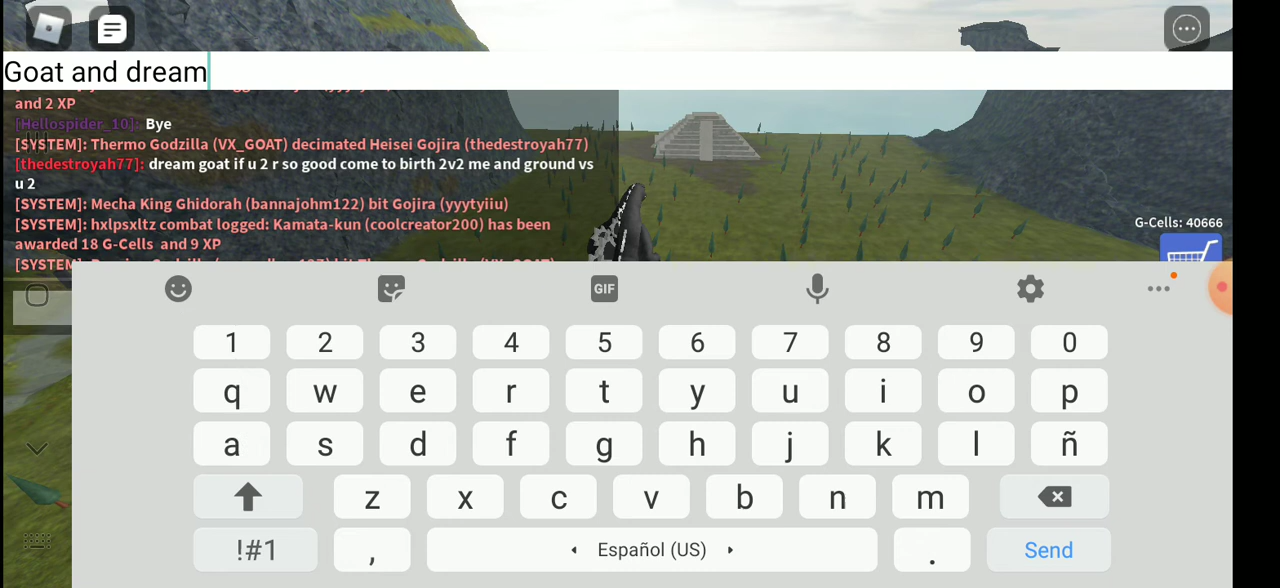 Goat and dream
and 2 XP
[Hellospider_10]: Bye
[SYSTEM]: Thermo Godzilla (VX_GOAT) decimated Heisei Gojira (thedestroyah77)
[thedestroyah77]: dream goat if u 2 r so good come to birth 2v2 me and ground vs
u 2
[SYSTEM]: Mecha King Ghidorah (bannajohm122) bit Gojira (yyytyiiu)
[SYSTEM]: hxlpsxltz combat logged: Kamata-kun (coolcreator200) has been
awarded 18 G-Cells and 9 XP
G-Cells: 40666
GIF
1 2 3 4 5 6 7 8 9 0
q w e r t y u i o p
a s d f g h j k l ñ
z x c v b n m
!#1 , Español (US) . Send